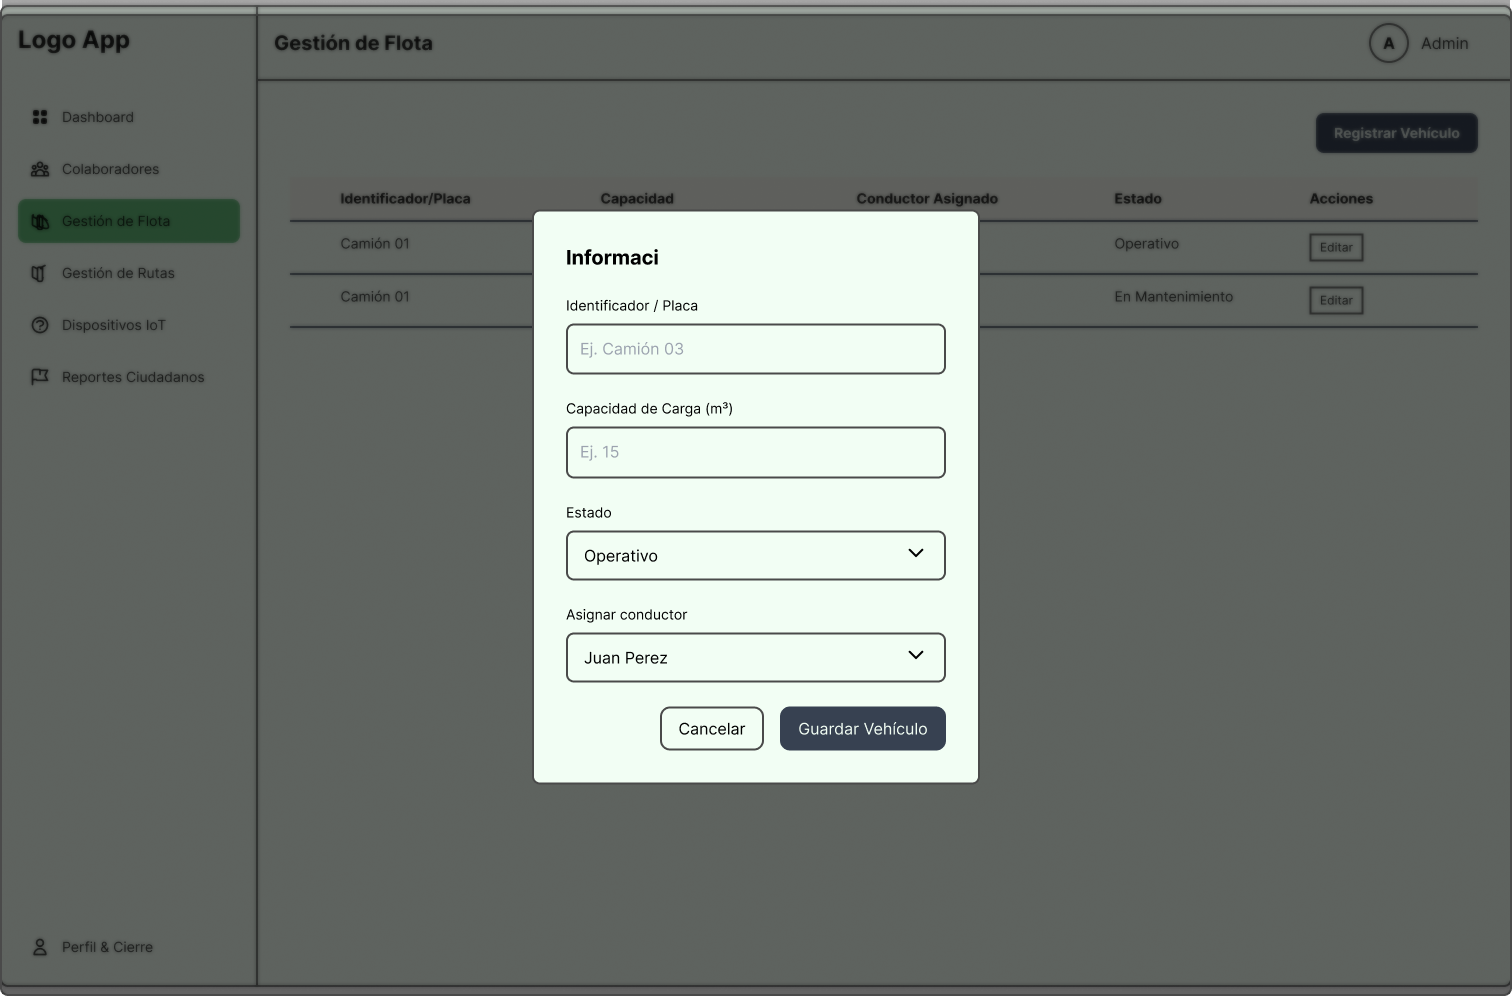 Logo App
Gestión de Flota
A
Admin
Dashboard
Colaboradores
Gestión de Flota
Gestión de Rutas
Dispositivos IoT
Reportes Ciudadanos
Perfil & Cierre
Registrar Vehículo
Identificador/Placa Capacidad Conductor Asignado Estado Acciones
Camión 01 Operativo Editar
Camión 01 En Mantenimiento Editar
Informaci
Identificador / Placa
Ej. Camión 03
Capacidad de Carga (m³)
Ej. 15
Estado
Operativo
Asignar conductor
Juan Perez
Cancelar Guardar Vehículo